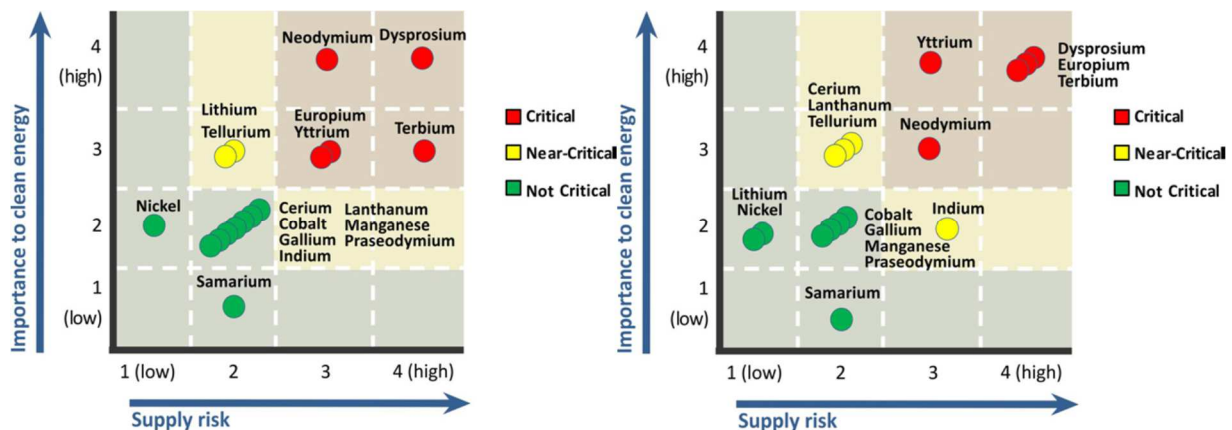 4
(high)
3
2
1
(low)
Importance to clean energy
Neodymium
Dysprosium
Lithium
Tellurium
Europium
Yttrium
Terbium
Nickel
Cerium
Cobalt
Gallium
Indium
Lanthanum
Manganese
Praseodymium
Samarium
1 (low)
2
3
4 (high)
Supply risk
Critical
Near-Critical
Not Critical
4
(high)
3
2
1
(low)
Importance to clean energy
Yttrium
Dysprosium
Europium
Terbium
Cerium
Lanthanum
Tellurium
Neodymium
Lithium
Nickel
Cobalt
Gallium
Manganese
Praseodymium
Indium
Samarium
1 (low)
2
3
4 (high)
Supply risk
Critical
Near-Critical
Not Critical